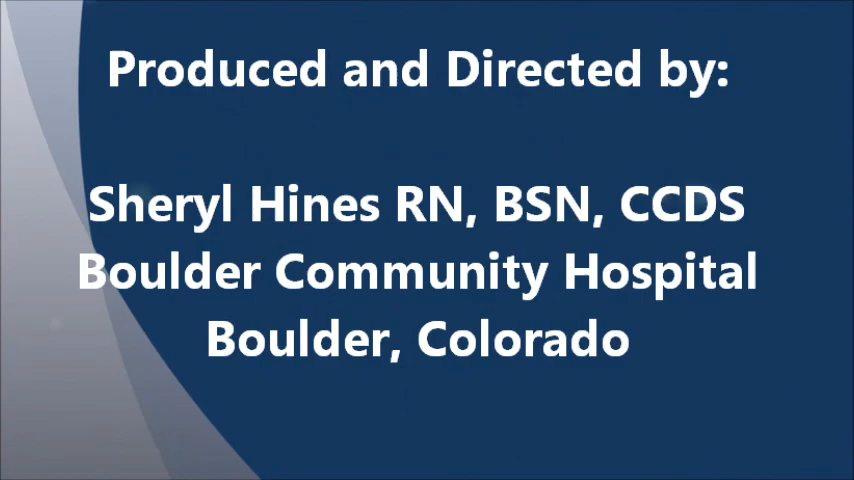 Produced and Directed by:
Sheryl Hines RN, BSN, CCDS
Boulder Community Hospital
Boulder, Colorado